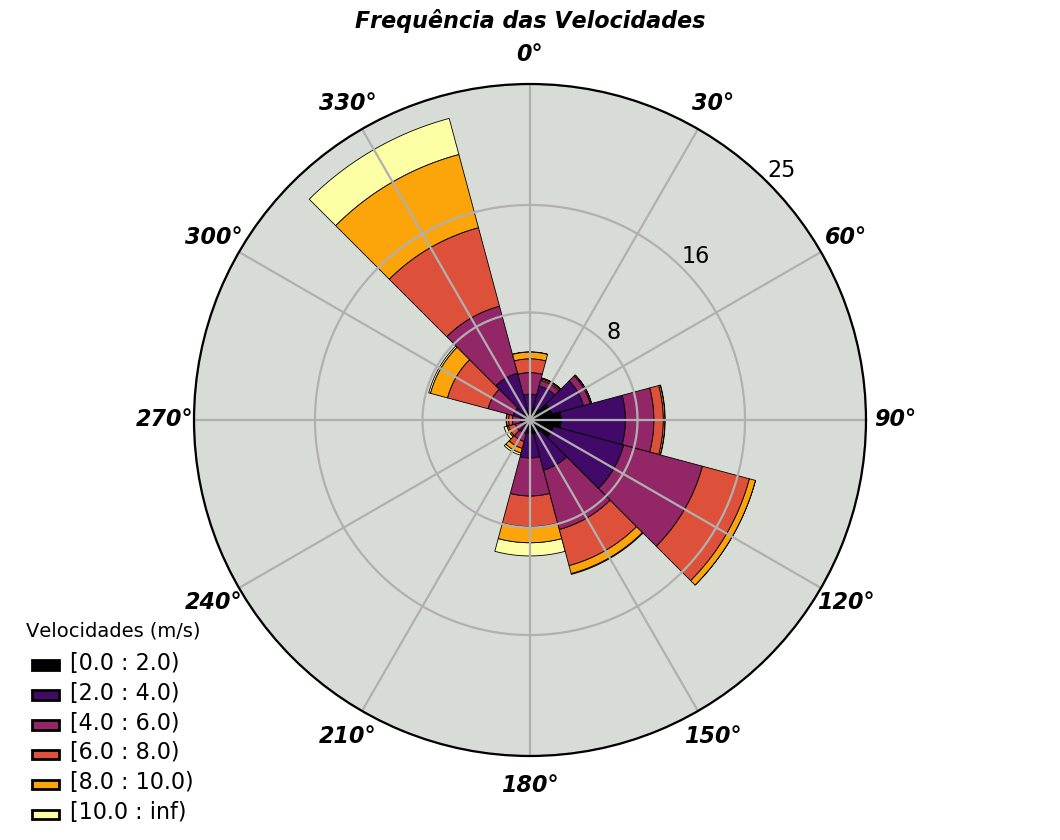 Frequência das Velocidades
0°
330°
30°
25
300°
60°
16
8
270°
90°
240°
120°
210°
150°
180°
Velocidades (m/s)
[0.0 : 2.0)
[2.0 : 4.0)
[4.0 : 6.0)
[6.0 : 8.0)
[8.0 : 10.0)
[10.0 : inf)